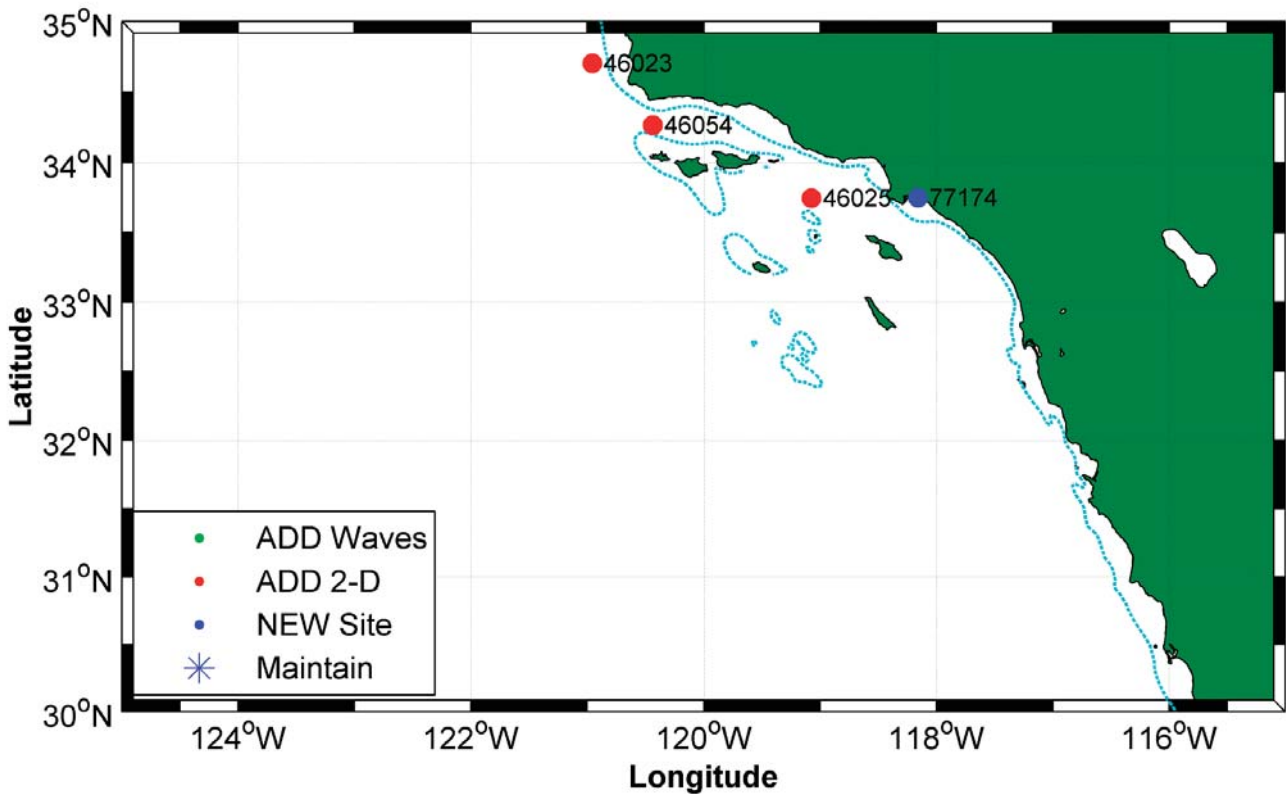 35°N
46023
46054
34°N
46025
77174
33°N
Latitude
32°N
ADD Waves
31°N
ADD 2-D
NEW Site
Maintain
30°N
124°W 122°W 120°W 118°W 116°W
Longitude